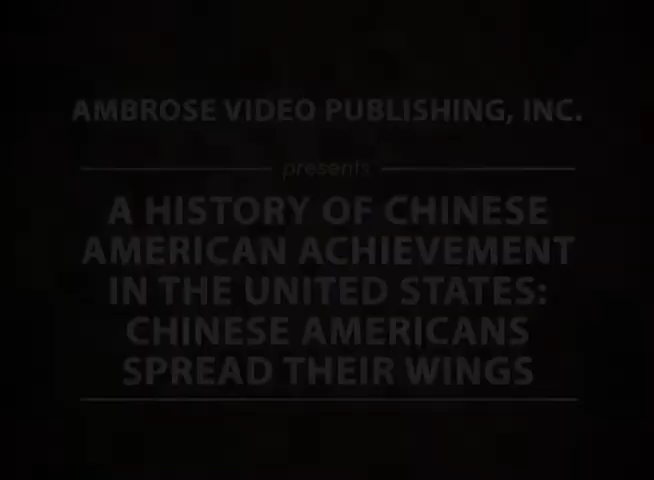 AMBROSE VIDEO PUBLISHING, INC.
presents
A HISTORY OF CHINESE
AMERICAN ACHIEVEMENT
IN THE UNITED STATES:
CHINESE AMERICANS
SPREAD THEIR WINGS